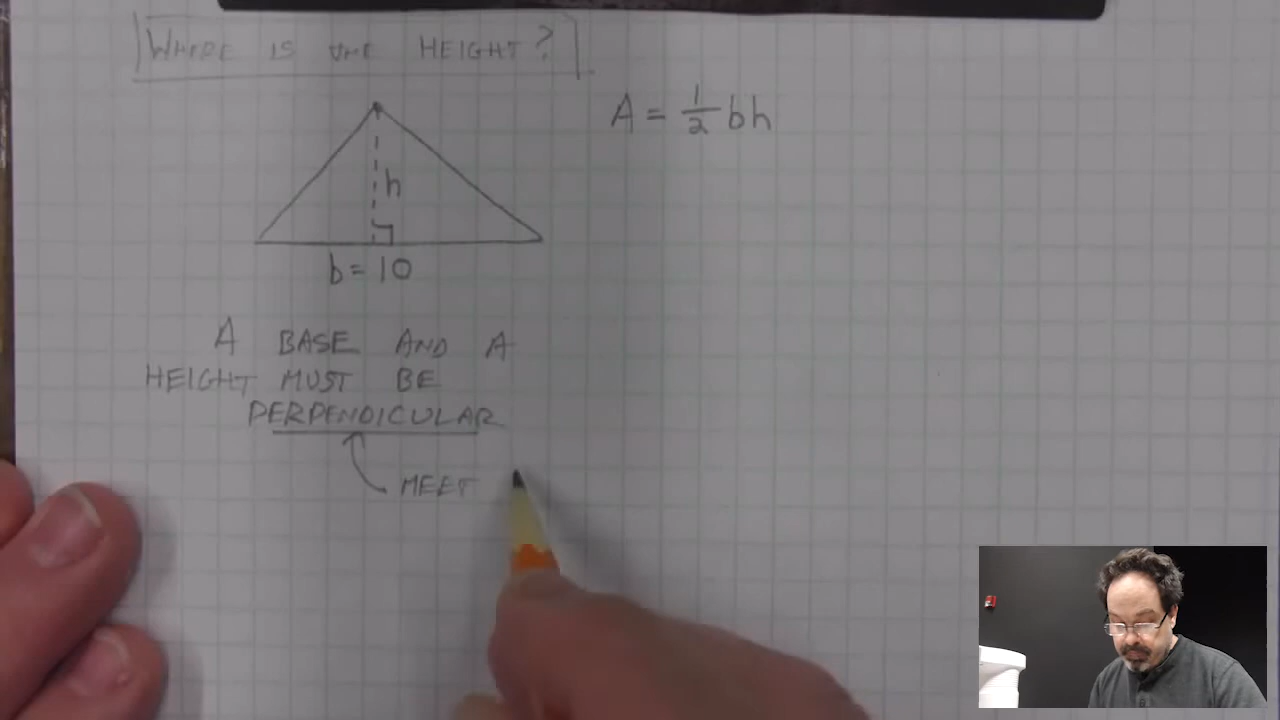 WHERE IS THE HEIGHT?
A = 1/2 bh
h
b = 10
A BASE AND A
HEIGHT MUST BE
PERPENDICULAR
MEET